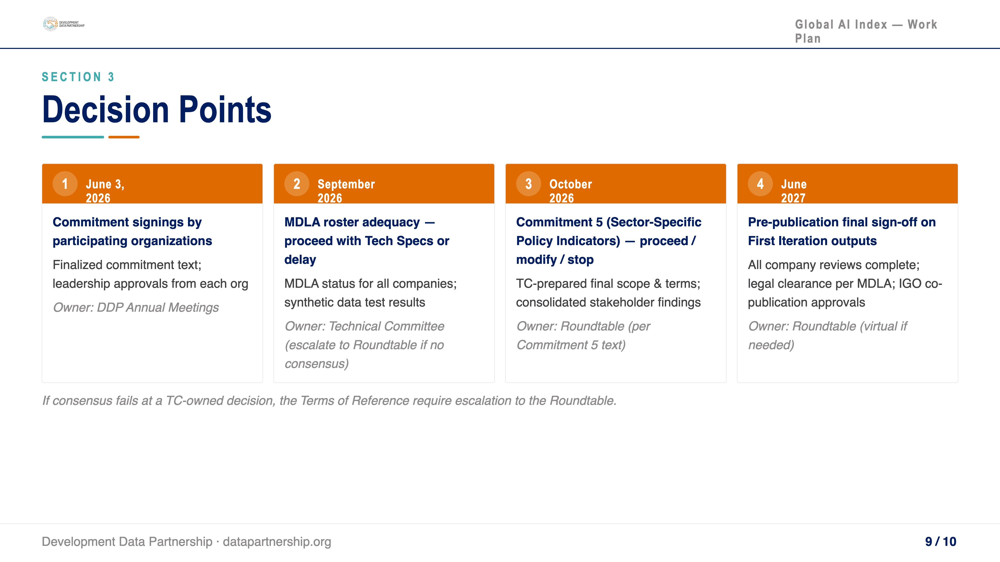 DEVELOPMENT
DATA PARTNERSHIP
Global AI Index — Work
Plan
SECTION 3
Decision Points
1
June 3,
2026
Commitment signings by
participating organizations
Finalized commitment text;
leadership approvals from each org
Owner: DDP Annual Meetings
2
September
2026
MDLA roster adequacy —
proceed with Tech Specs or
delay
MDLA status for all companies;
synthetic data test results
Owner: Technical Committee
(escalate to Roundtable if no
consensus)
3
October
2026
Commitment 5 (Sector-Specific
Policy Indicators) — proceed /
modify / stop
TC-prepared final scope & terms;
consolidated stakeholder findings
Owner: Roundtable (per
Commitment 5 text)
4
June
2027
Pre-publication final sign-off on
First Iteration outputs
All company reviews complete;
legal clearance per MDLA; IGO co-
publication approvals
Owner: Roundtable (virtual if
needed)
If consensus fails at a TC-owned decision, the Terms of Reference require escalation to the Roundtable.
Development Data Partnership · datapartnership.org
9 / 10